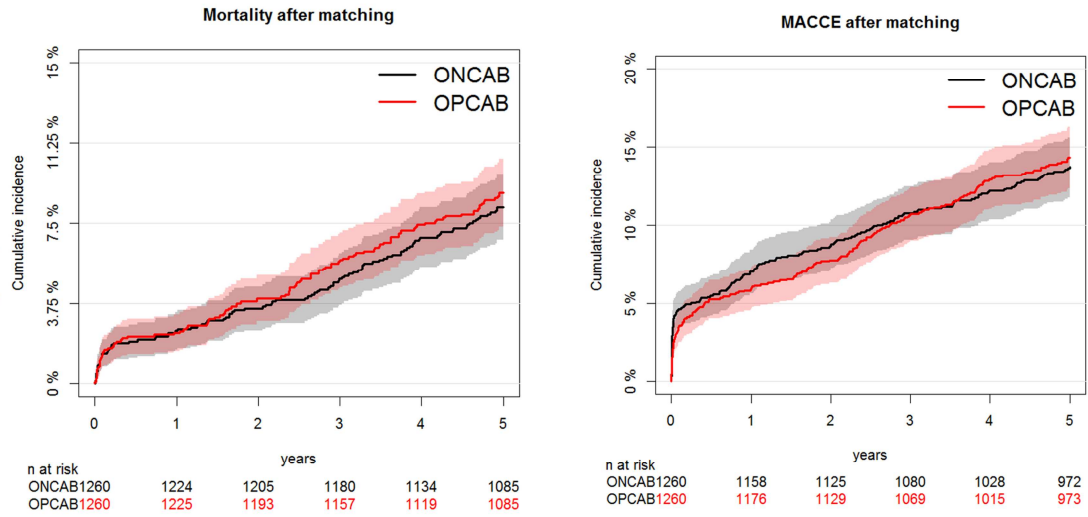 Mortality after matching
15 %
1125 %
7.5 %
3.75 %
0 %
Cumulative incidence
ONCAB
OPCAB
0 1 2 3 4 5
years
n at risk
ONCAB1260 1224 1205 1180 1134 1085
OPCAB1260 1225 1193 1157 1119 1085
MACCE after matching
20 %
15 %
10 %
5 %
0 %
Cumulative incidence
ONCAB
OPCAB
0 1 2 3 4 5
years
n at risk
ONCAB1260 1158 1125 1080 1028 972
OPCAB1260 1176 1129 1069 1015 973